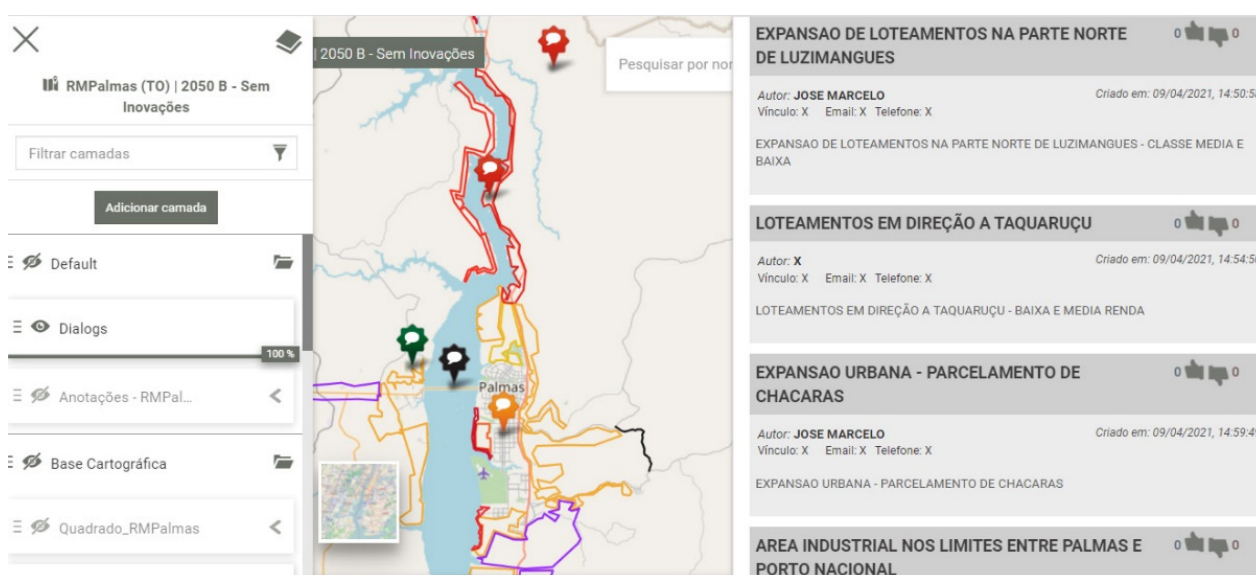 RMPalmas (TO) | 2050 B - Sem
Inovações
Filtrar camadas
Adicionar camada
Default
Dialogs
100 %
Anotações - RMPal...
Base Cartográfica
Quadrado_RMPalmas
| 2050 B - Sem Inovações
Pesquisar por nor
Palmas
EXPANSAO DE LOTEAMENTOS NA PARTE NORTE
DE LUZIMANGUES
0 0
Autor: JOSE MARCELO
Criado em: 09/04/2021, 14:50:5
Vínculo: X Email: X Telefone: X
EXPANSAO DE LOTEAMENTOS NA PARTE NORTE DE LUZIMANGUES - CLASSE MEDIA E
BAIXA
LOTEAMENTOS EM DIREÇÃO A TAQUARUÇU
0 0
Autor: X
Criado em: 09/04/2021, 14:54:5
Vínculo: X Email: X Telefone: X
LOTEAMENTOS EM DIREÇÃO A TAQUARUÇU - BAIXA E MEDIA RENDA
EXPANSAO URBANA - PARCELAMENTO DE
CHACARAS
0 0
Autor: JOSE MARCELO
Criado em: 09/04/2021, 14:59:4
Vínculo: X Email: X Telefone: X
EXPANSAO URBANA - PARCELAMENTO DE CHACARAS
AREA INDUSTRIAL NOS LIMITES ENTRE PALMAS E
PORTO NACIONAL
0 0